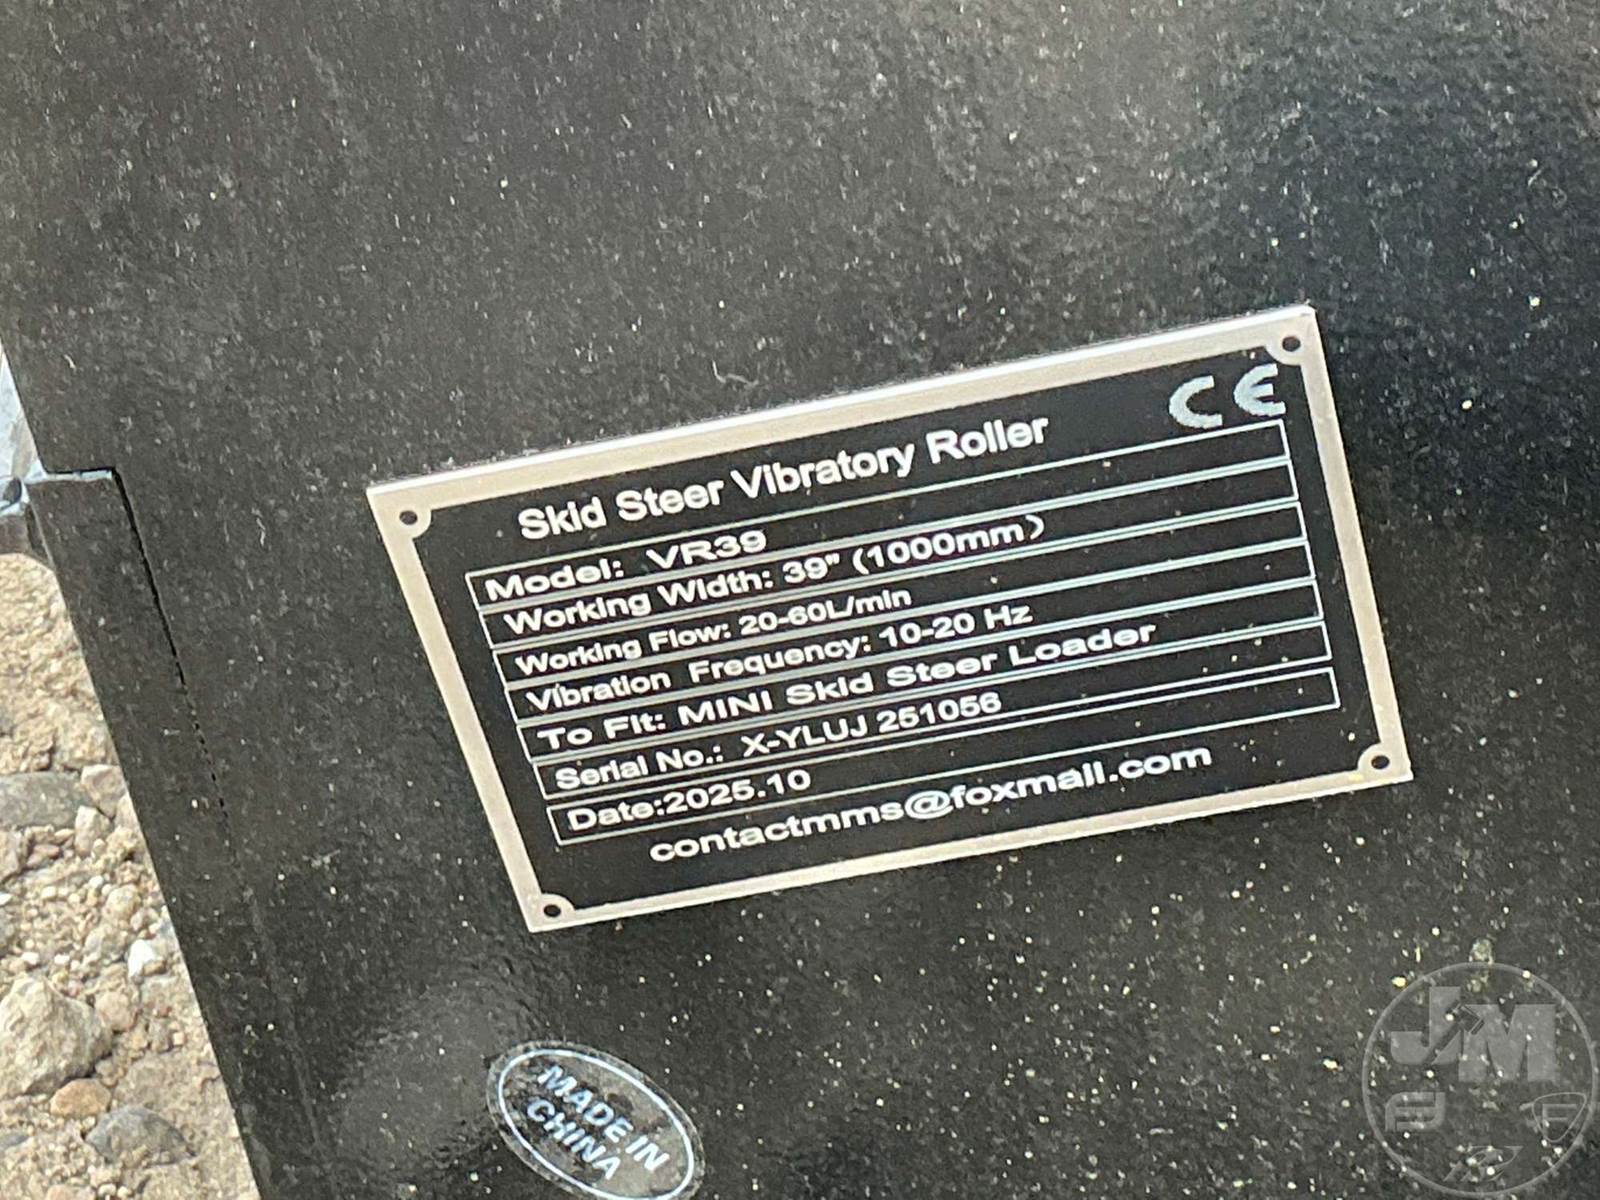 CE
Skid Steer Vibratory Roller
Model: VR39
Working Width: 39" (1000mm）
Working Flow: 20-60L/min
Vibration Frequency: 10-20 Hz
To Fit: MINI Skid Steer Loader
Serial No.: X-YLUJ 251056
Date:2025.10
contactmms@foxmail.com
MADE IN
CHINA
JM